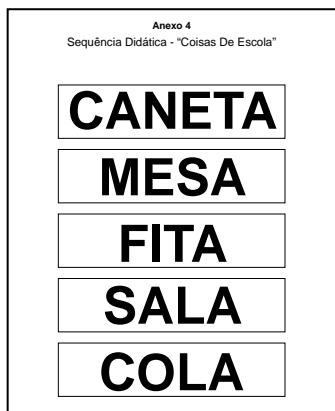 Anexo 4
Sequência Didática - “Coisas De Escola”
CANETA
MESA
FITA
SALA
COLA